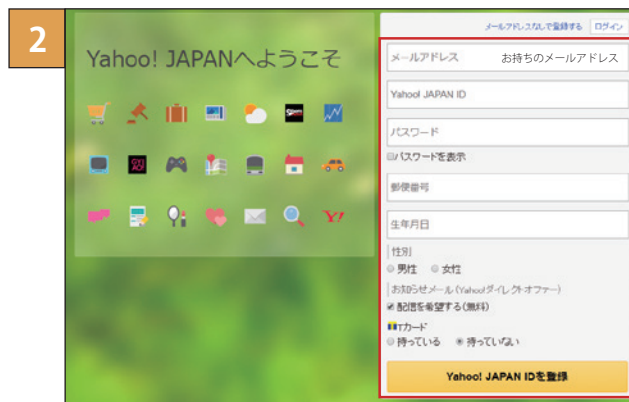 2
Yahoo! JAPANへようこそ
メールアドレスなしで登録する ログイン
メールアドレス お持ちのメールアドレス
Yahoo! JAPAN ID
パスワード
パスワードを表示
郵便番号
生年月日
性別
男性 女性
お知らせメール(Yahoo!ダイレクトオファー)
配信を希望する(無料)
Tカード
持っている 持っていない
Yahoo! JAPAN IDを登録
GYAO!
Y!